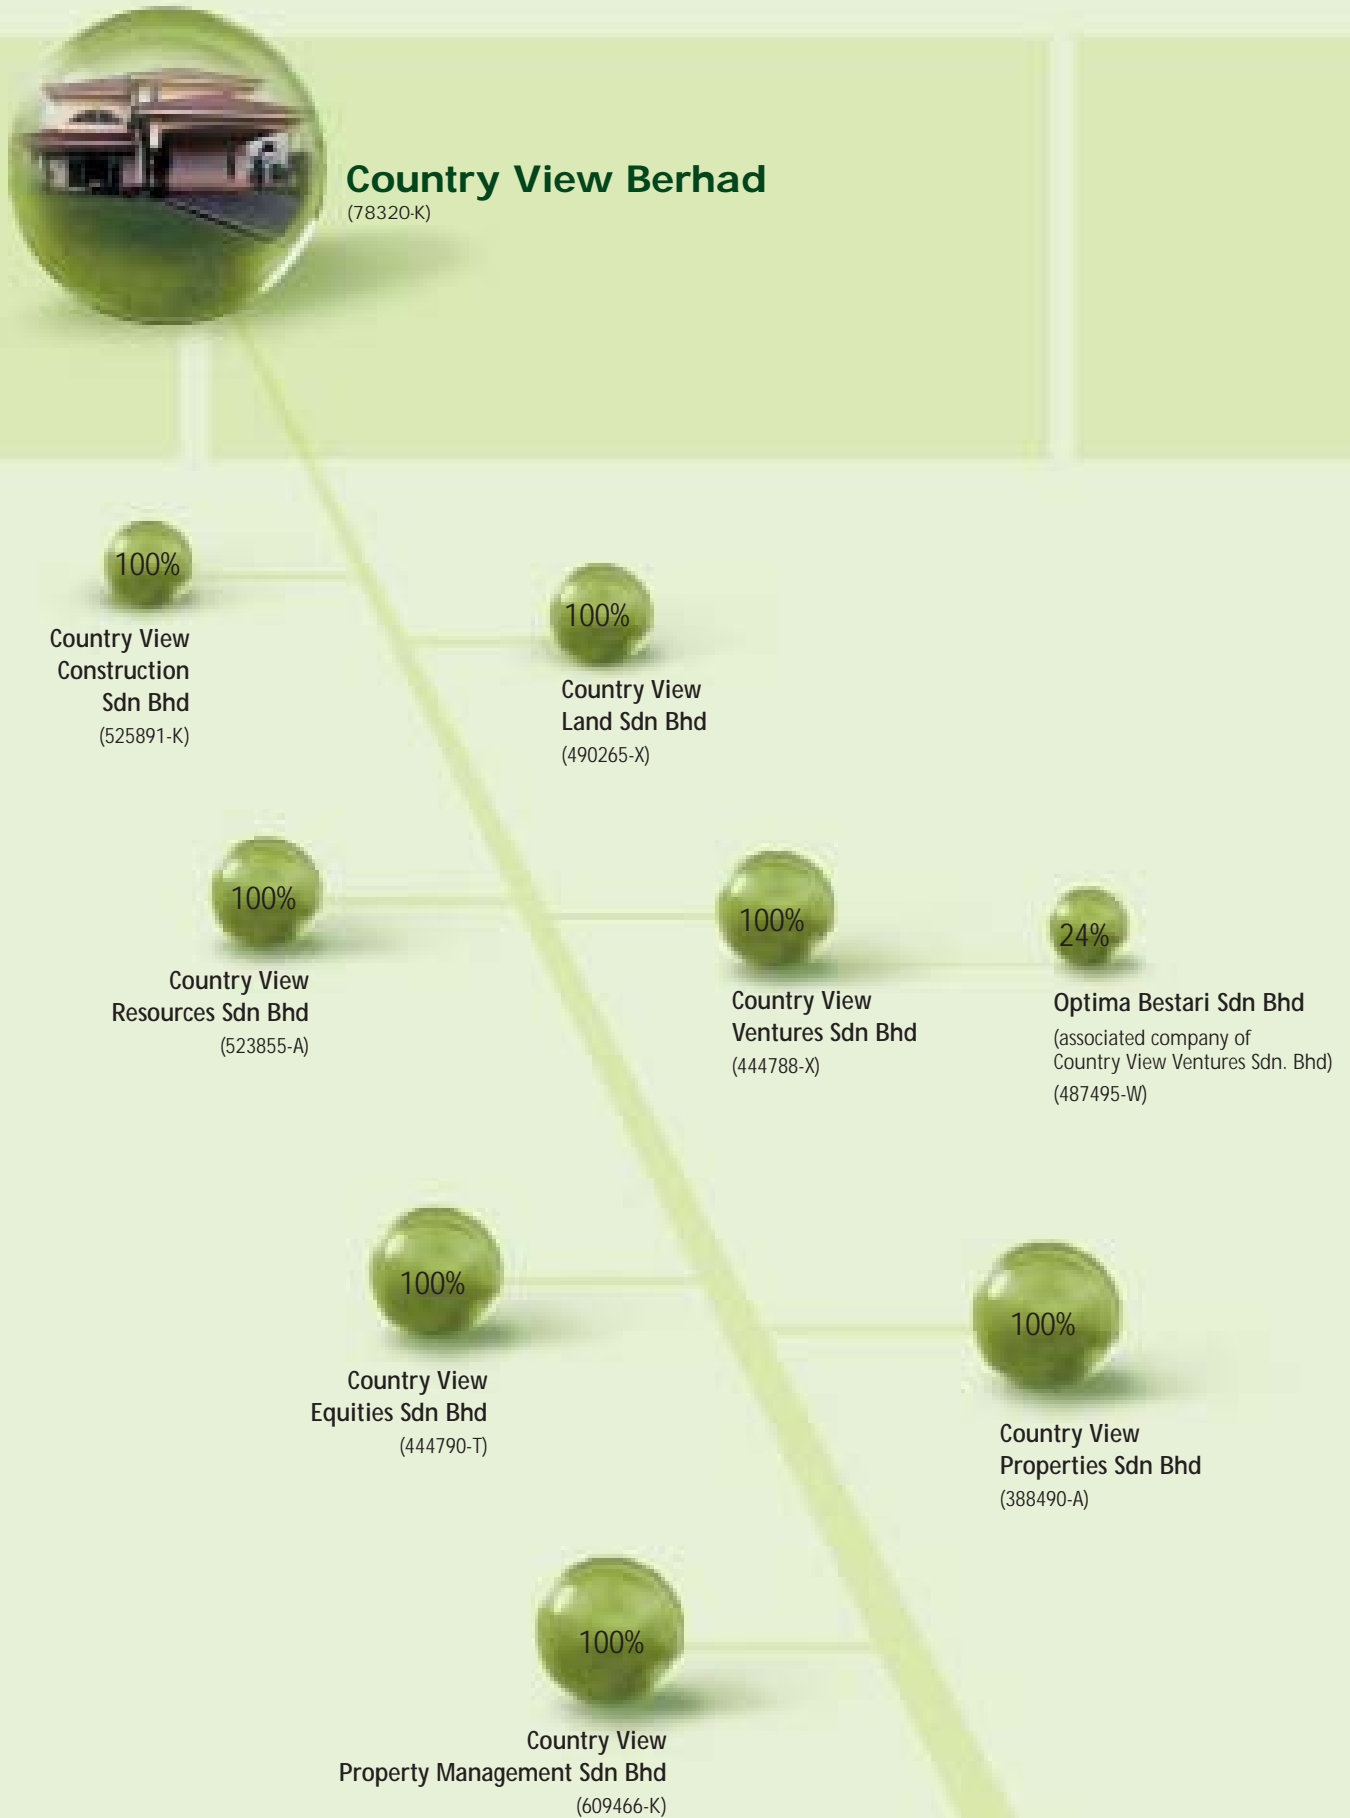 Country View Berhad
(78320-K)
100%
Country View
Construction
Sdn Bhd
(525891-K)
100%
Country View
Land Sdn Bhd
(490265-X)
100%
Country View
Resources Sdn Bhd
(523855-A)
100%
Country View
Ventures Sdn Bhd
(444788-X)
24%
Optima Bestari Sdn Bhd
(associated company of
Country View Ventures Sdn. Bhd)
(487495-W)
100%
Country View
Equities Sdn Bhd
(444790-T)
100%
Country View
Properties Sdn Bhd
(388490-A)
100%
Country View
Property Management Sdn Bhd
(609466-K)